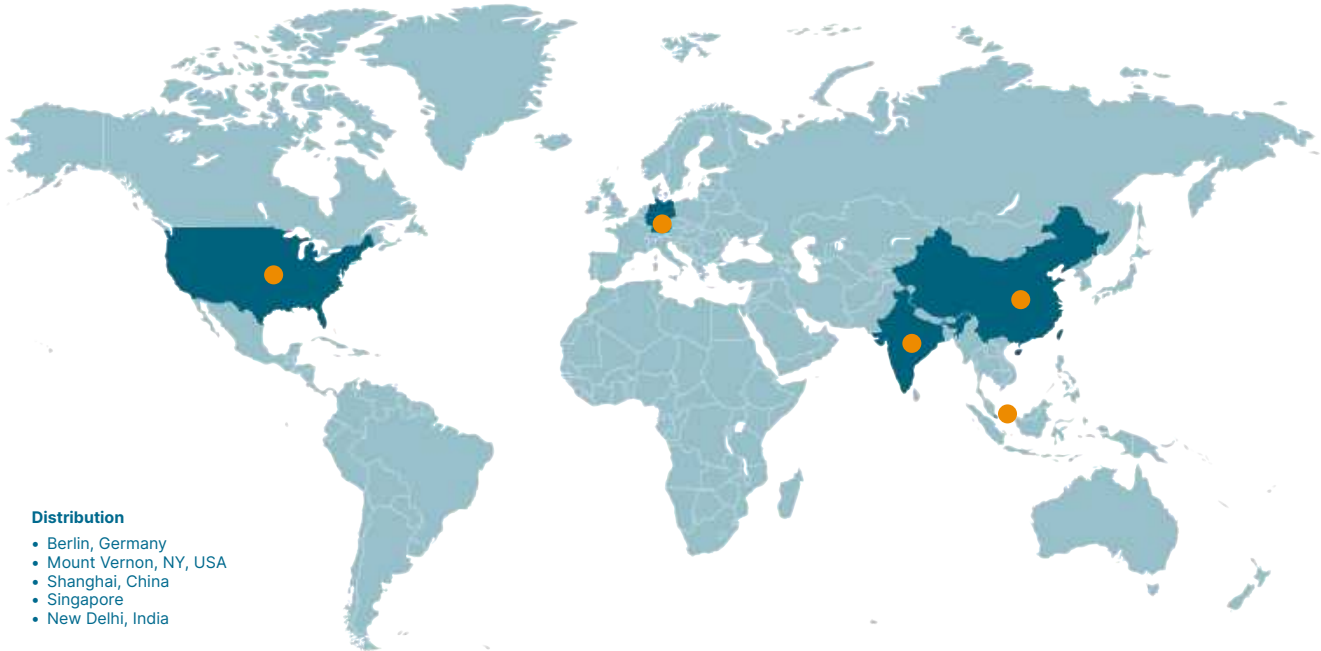 Distribution
• Berlin, Germany
• Mount Vernon, NY, USA
• Shanghai, China
• Singapore
• New Delhi, India